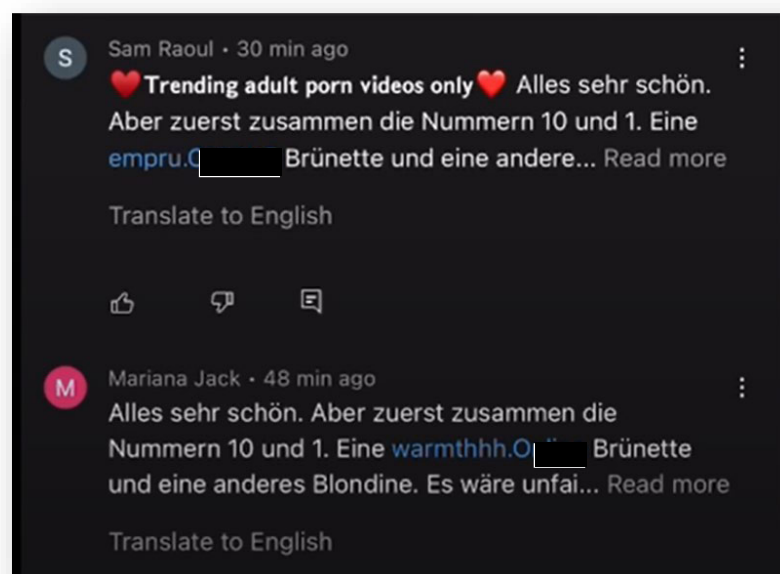 S
Sam Raoul • 30 min ago
❤️Trending adult porn videos only❤️ Alles sehr schön.
Aber zuerst zusammen die Nummern 10 und 1. Eine
empru. Brünette und eine andere... Read more
Translate to English
M
Mariana Jack • 48 min ago
Alles sehr schön. Aber zuerst zusammen die
Nummern 10 und 1. Eine warmthhh.O Brünette
und eine anderes Blondine. Es wäre unfai... Read more
Translate to English